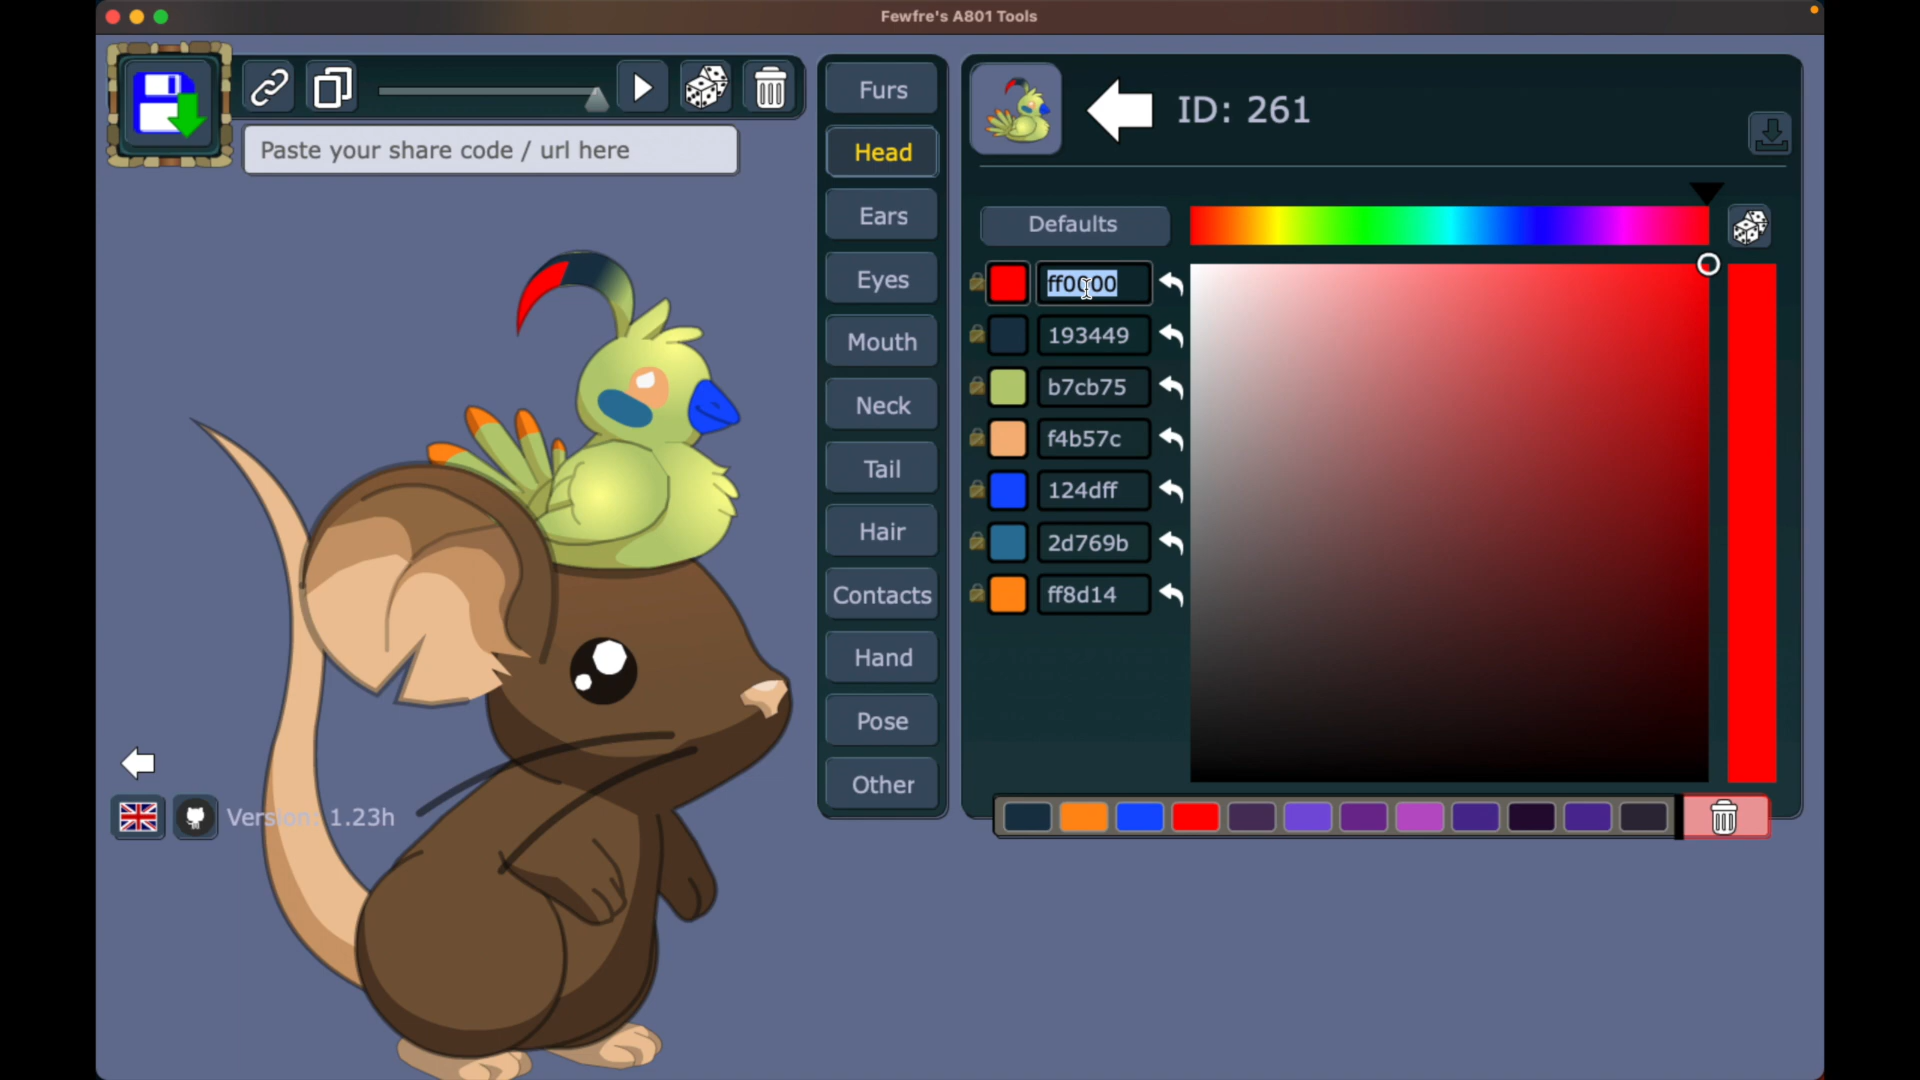 Fewfre's A801 Tools
Paste your share code / url here
Furs
Head
Ears
Eyes
Mouth
Neck
Tail
Hair
Contacts
Hand
Pose
Other
ID: 261
Defaults
ff0000
193449
b7cb75
f4b57c
124dff
2d769b
ff8d14
Version: 1.23h